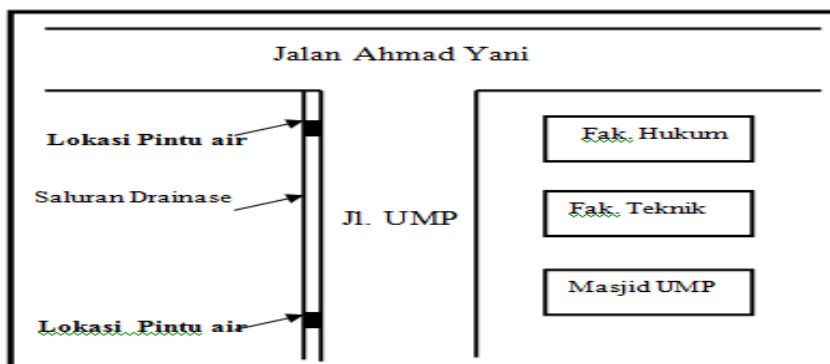 Jalan Ahmad Yani
Lokasi Pintu air
Saluran Drainase
Jl. UMP
Lokasi Pintu air
Fak. Hukum
Fak. Teknik
Masjid UMP